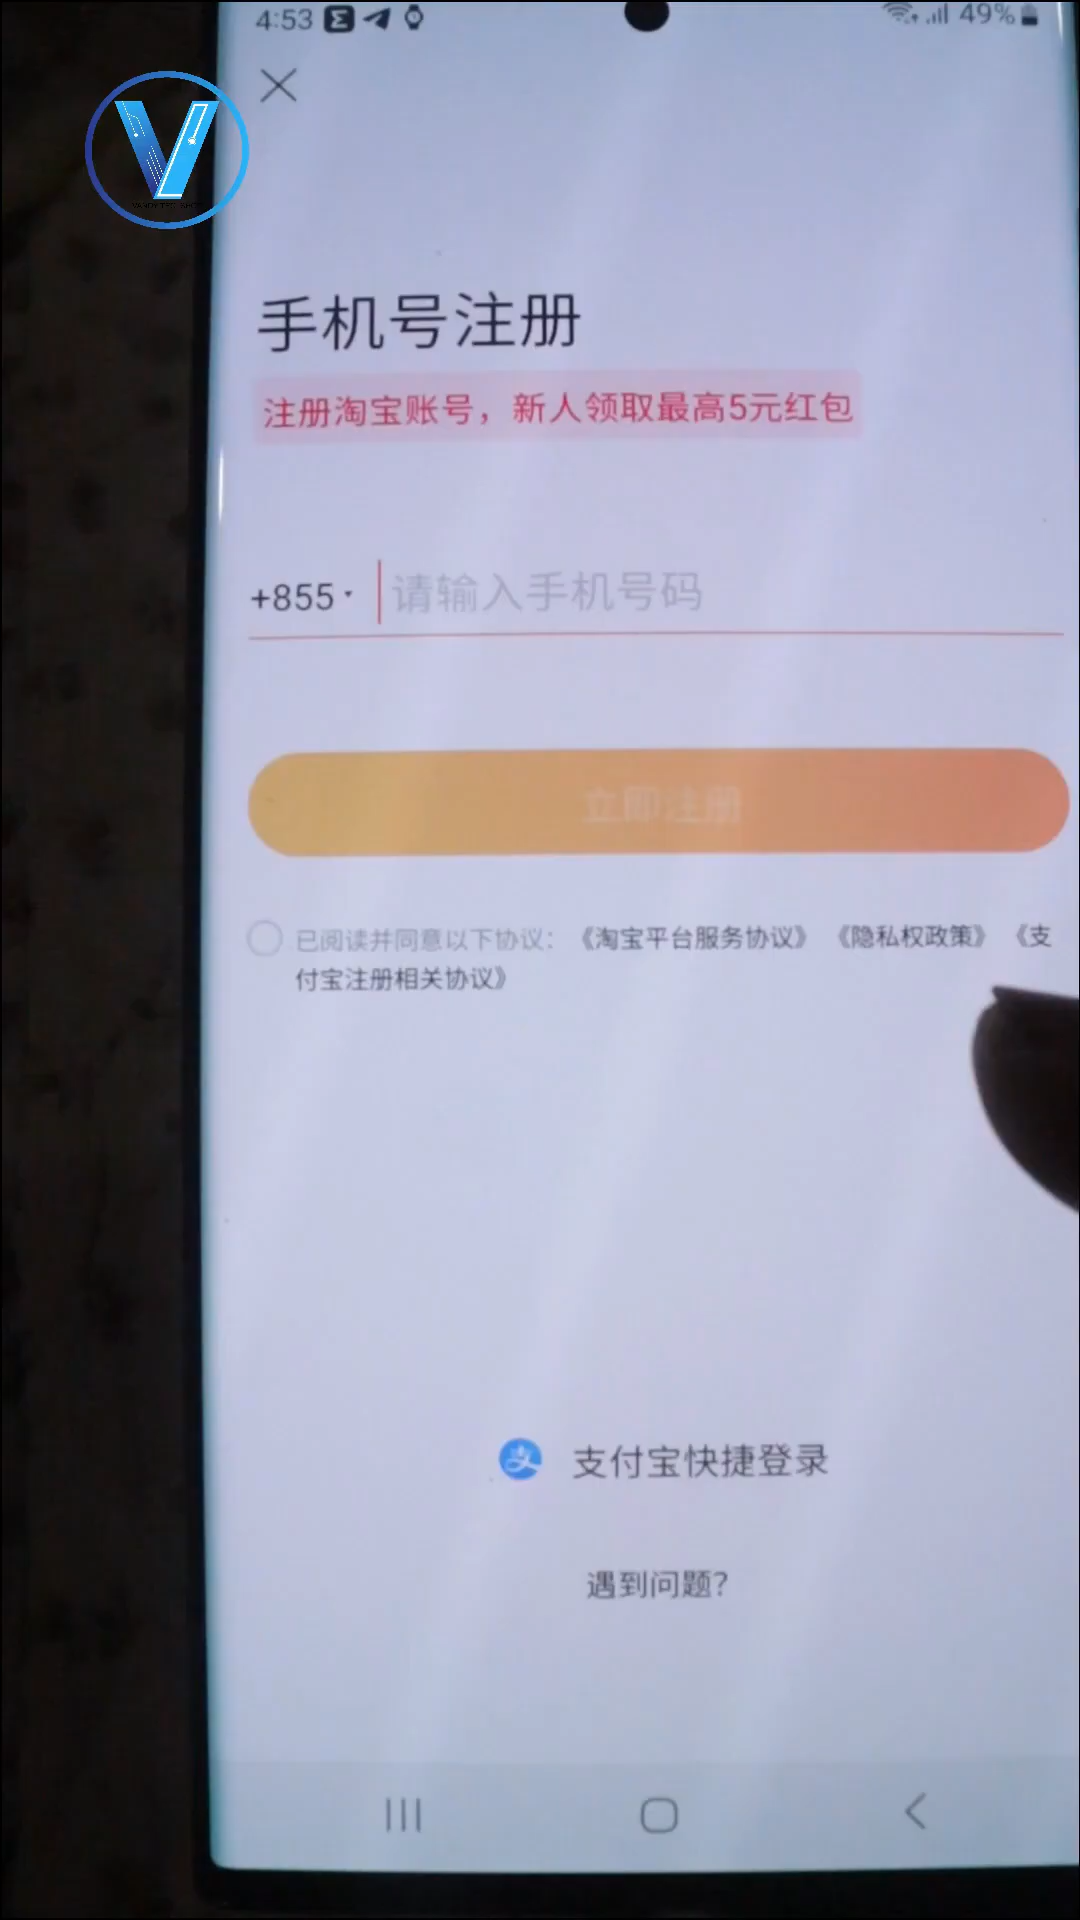 4:53
49%
V
手机号注册
注册淘宝账号，新人领取最高5元红包
+855
请输入手机号码
立即注册
已阅读并同意以下协议：《淘宝平台服务协议》《隐私权政策》《支
付宝注册相关协议》
支付宝快捷登录
遇到问题？